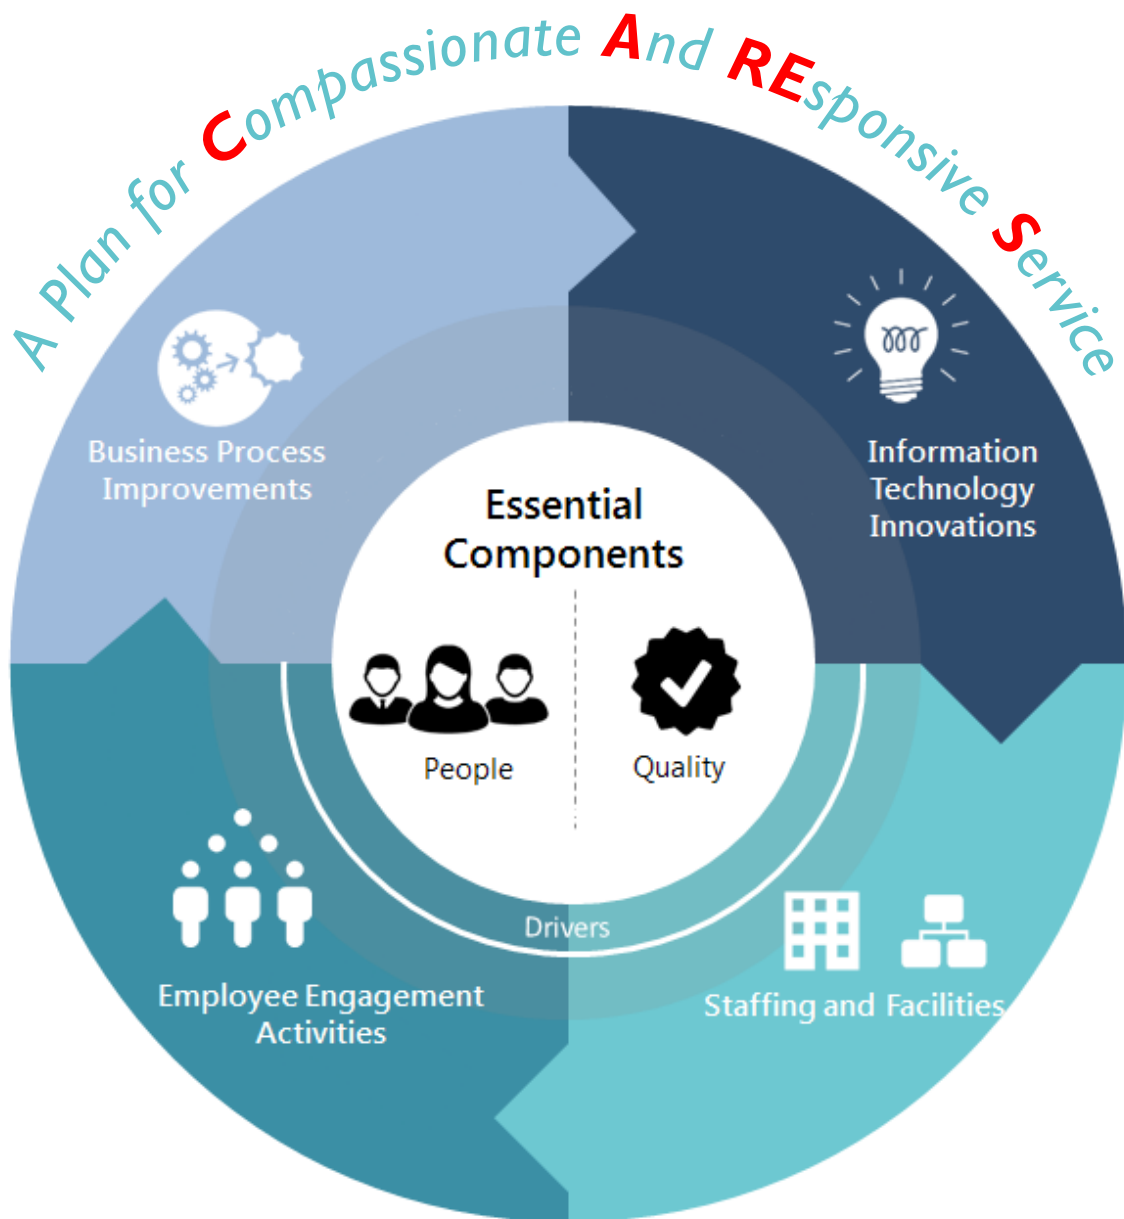 A Plan for Compassionate And REsponsive Service
Business Process
Improvements
Information
Technology
Innovations
Essential
Components
People
Quality
Drivers
Employee Engagement
Activities
Staffing and Facilities